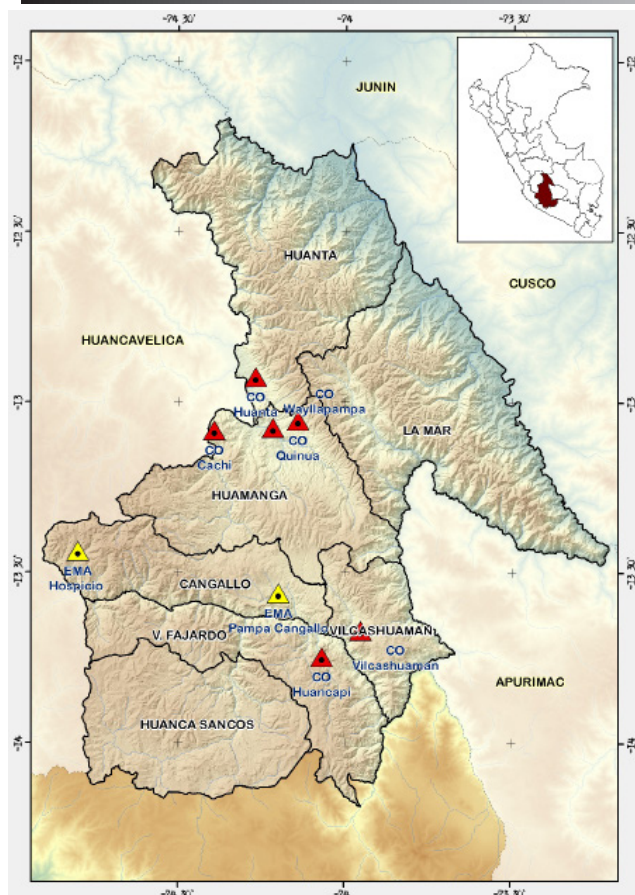 -74 30' -74 -73 30'
-12 -12
JUNIN
-12 30' -12 30'
HUANTA
CUSCO
HUANCAVELICA
CO
Huanta
CO
Wayllapampa
-13 -13
LA MAR
CO
Cachi
CO
Quinua
HUAMANGA
-13 30' -13 30'
EMA
Hospicio
CANGALLO
EMA
Pampa Cangallo
V. FAJARDO
VILCASHUAMAN
CO
Vilcashuaman
CO
Huancapi
APURIMAC
HUANCA SANCOS
-14 -14